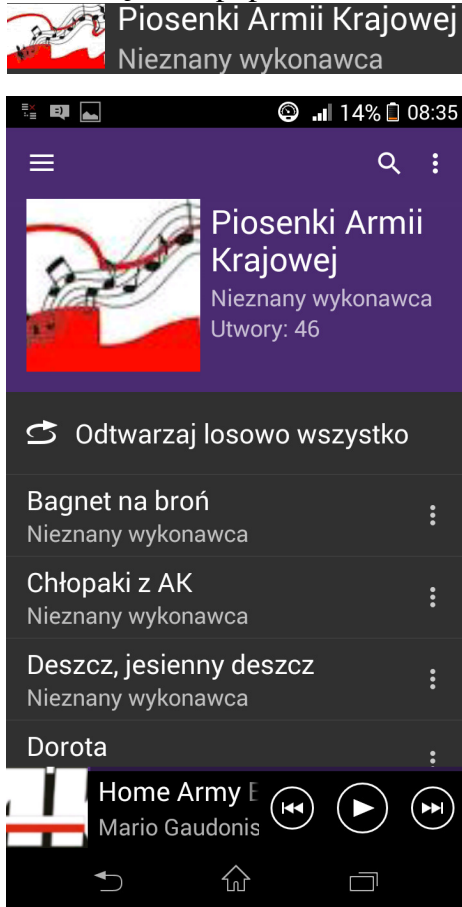 Piosenki Armii Krajowej
Nieznany wykonawca
14% 08:35
Piosenki Armii
Krajowej
Nieznany wykonawca
Utwory: 46
Odtwarzaj losowo wszystko
Bagnet na broń
Nieznany wykonawca
Chłopaki z AK
Nieznany wykonawca
Deszcz, jesienny deszcz
Nieznany wykonawca
Dorota
Home Army
Mario Gaudonis